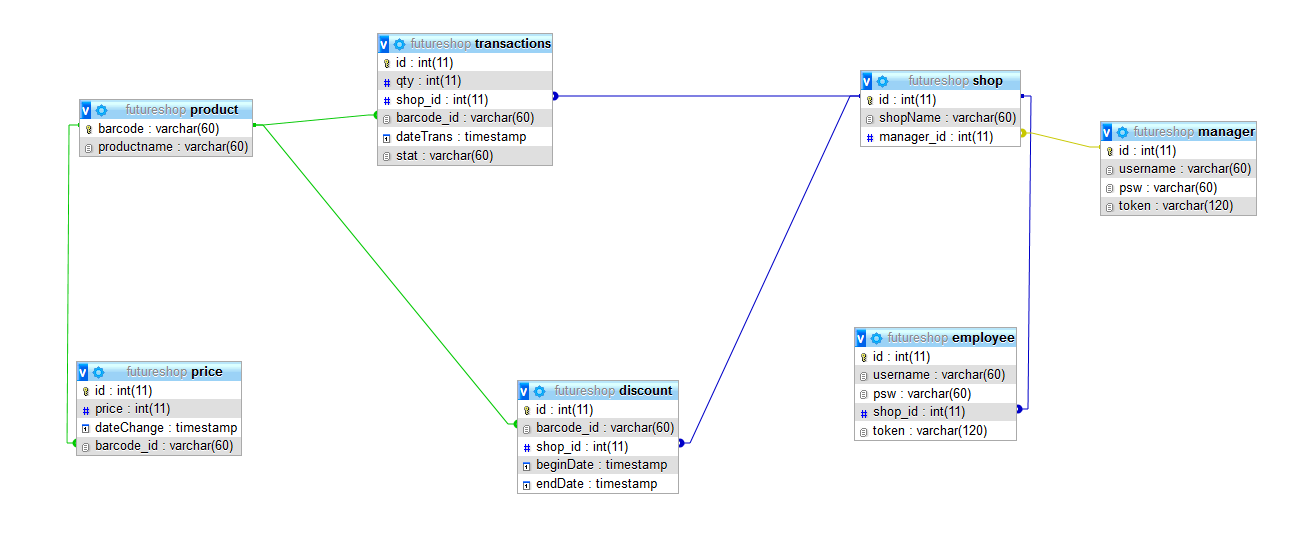 futureshop product
barcode : varchar(60)
productname : varchar(60)
futureshop transactions
id : int(11)
qty : int(11)
shop_id : int(11)
barcode_id : varchar(60)
dateTrans : timestamp
stat : varchar(60)
futureshop shop
id : int(11)
shopName : varchar(60)
manager_id : int(11)
futureshop manager
id : int(11)
username : varchar(60)
psw : varchar(60)
token : varchar(120)
futureshop price
id : int(11)
price : int(11)
dateChange : timestamp
barcode_id : varchar(60)
futureshop discount
id : int(11)
barcode_id : varchar(60)
shop_id : int(11)
beginDate : timestamp
endDate : timestamp
futureshop employee
id : int(11)
username : varchar(60)
psw : varchar(60)
shop_id : int(11)
token : varchar(120)